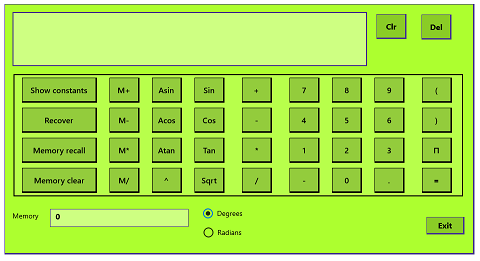 Clr Del
Show constants M+ Asin Sin + 7 8 9 (
Recover M- Acos Cos - 4 5 6 )
Memory recall M* Atan Tan * 1 2 3 Π
Memory clear M/ ^ Sqrt / - 0 . =
Memory 0 Degrees
Radians
Exit